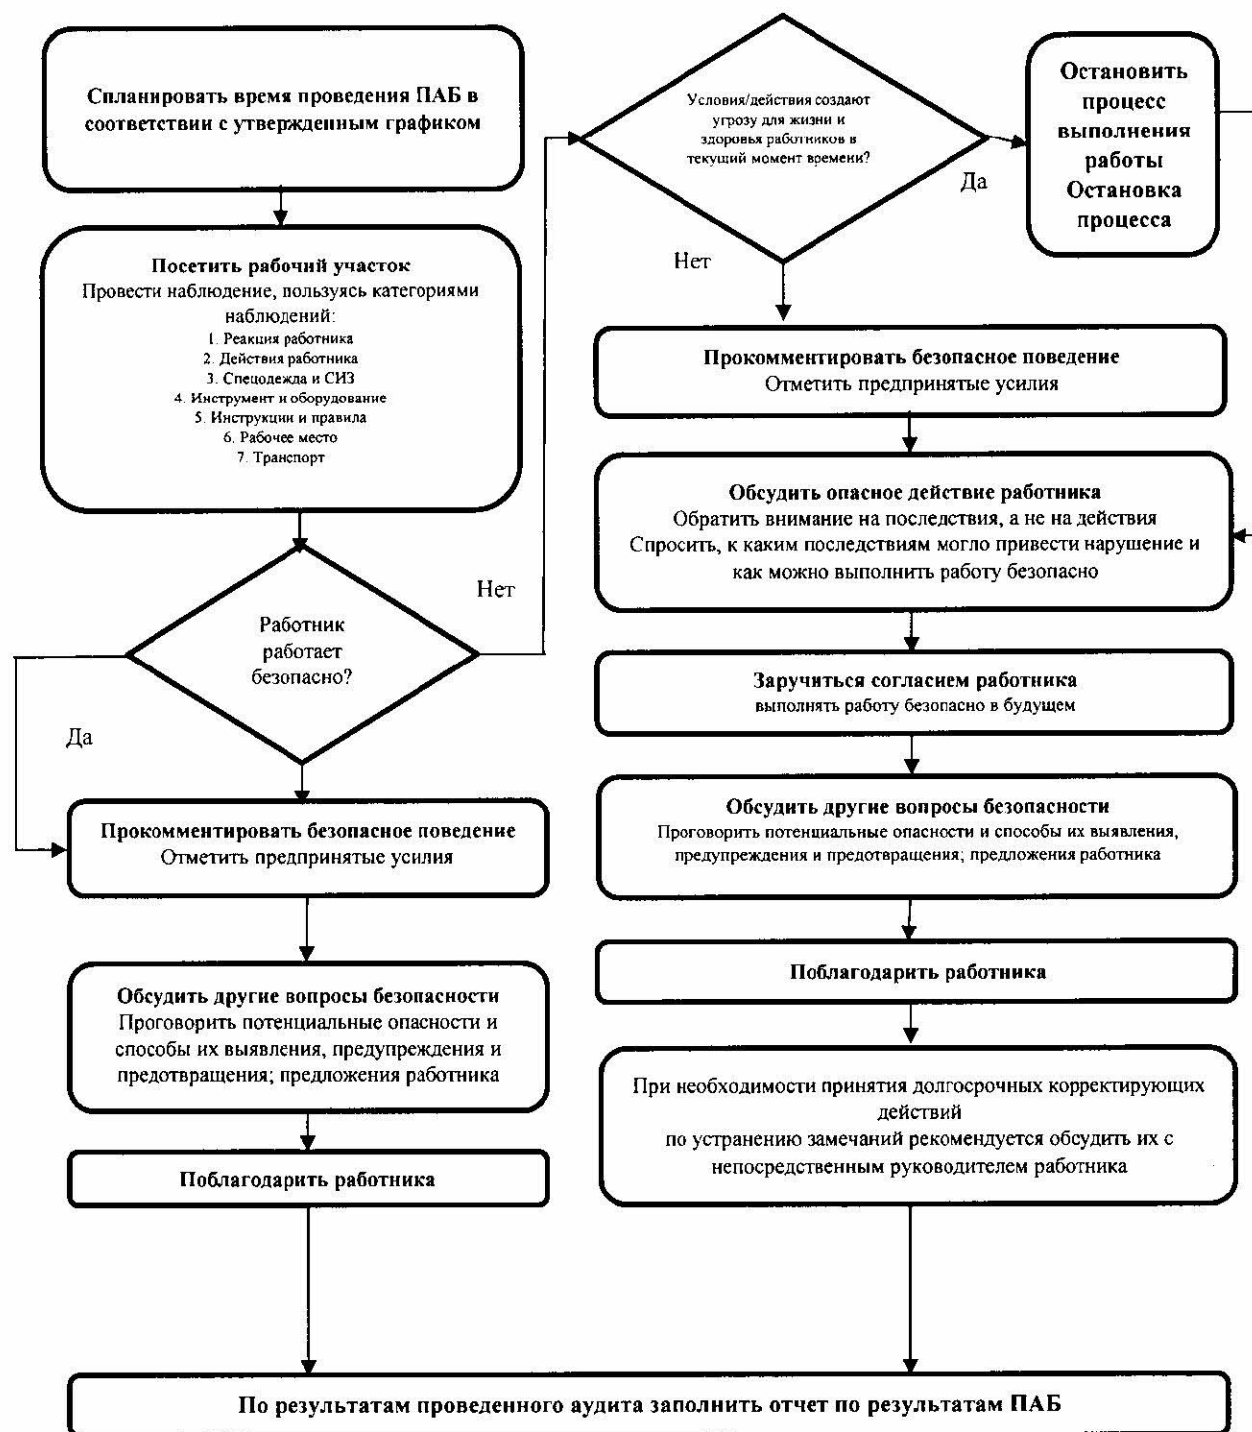 Спланировать время проведения ПАБ в
соответствии с утвержденным графиком
Посетить рабочий участок
Провести наблюдение, пользуясь категориями
наблюдений:
1. Реакция работника
2. Действия работника
3. Спецодежда и СИЗ
4. Инструмент и оборудование
5. Инструкции и правила
6. Рабочее место
7. Транспорт
Работник
работает
безопасно?
Нет
Да
Прокомментировать безопасное поведение
Отметить предпринятые усилия
Обсудить другие вопросы безопасности
Проговорить потенциальные опасности и
способы их выявления, предупреждения и
предотвращения; предложения работника
Поблагодарить работника
Условия/действия создают
угрозу для жизни и
здоровья работников в
текущий момент времени?
Да
Нет
Остановить
процесс
выполнения
работы
Остановка
процесса
Прокомментировать безопасное поведение
Отметить предпринятые усилия
Обсудить опасное действие работника
Обратить внимание на последствия, а не на действия
Спросить, к каким последствиям могло привести нарушение и
как можно выполнить работу безопасно
Заручиться согласием работника
выполнять работу безопасно в будущем
Обсудить другие вопросы безопасности
Проговорить потенциальные опасности и способы их выявления,
предупреждения и предотвращения; предложения работника
Поблагодарить работника
При необходимости принятия долгосрочных корректирующих
действий
по устранению замечаний рекомендуется обсудить их с
непосредственным руководителем работника
По результатам проведенного аудита заполнить отчет по результатам ПАБ